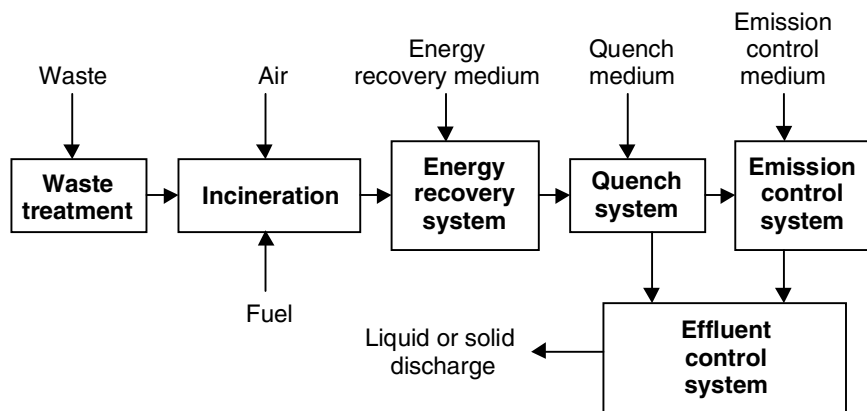 Waste
Air
Energy
recovery medium
Quench
medium
Emission
control
medium
Waste
treatment
Incineration
Energy
recovery
system
Quench
system
Emission
control
system
Fuel
Liquid or solid
discharge
Effluent
control
system